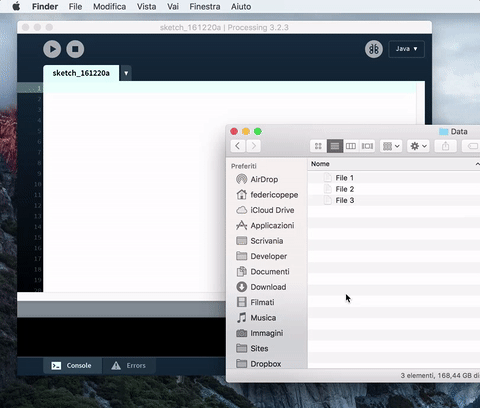 Finder File Modifica Vista Vai Finestra Aiuto
sketch_161220a | Processing 3.2.3
Java
sketch_161220a
1
2
3
4
5
6
7
8
9
10
11
12
13
14
15
16
17
18
19
20
Data
Preferiti
AirDrop
federicopepe
iCloud Drive
Applicazioni
Scrivania
Developer
Documenti
Download
Filmati
Musica
Immagini
Sites
Dropbox
Nome
File 1
File 2
File 3
3 elementi, 168,44 GB di
Console Errors